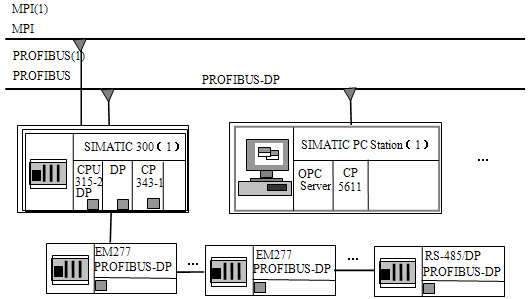 MPI(1)
MPI
PROFIBUS(1)
PROFIBUS
PROFIBUS-DP
SIMATIC 300（1）
CPU
315-2
DP
DP
CP
343-1
SIMATIC PC Station（1）
OPC
Server
CP
5611
...
EM277
PROFIBUS-DP
...
EM277
PROFIBUS-DP
...
RS-485/DP
PROFIBUS-DP